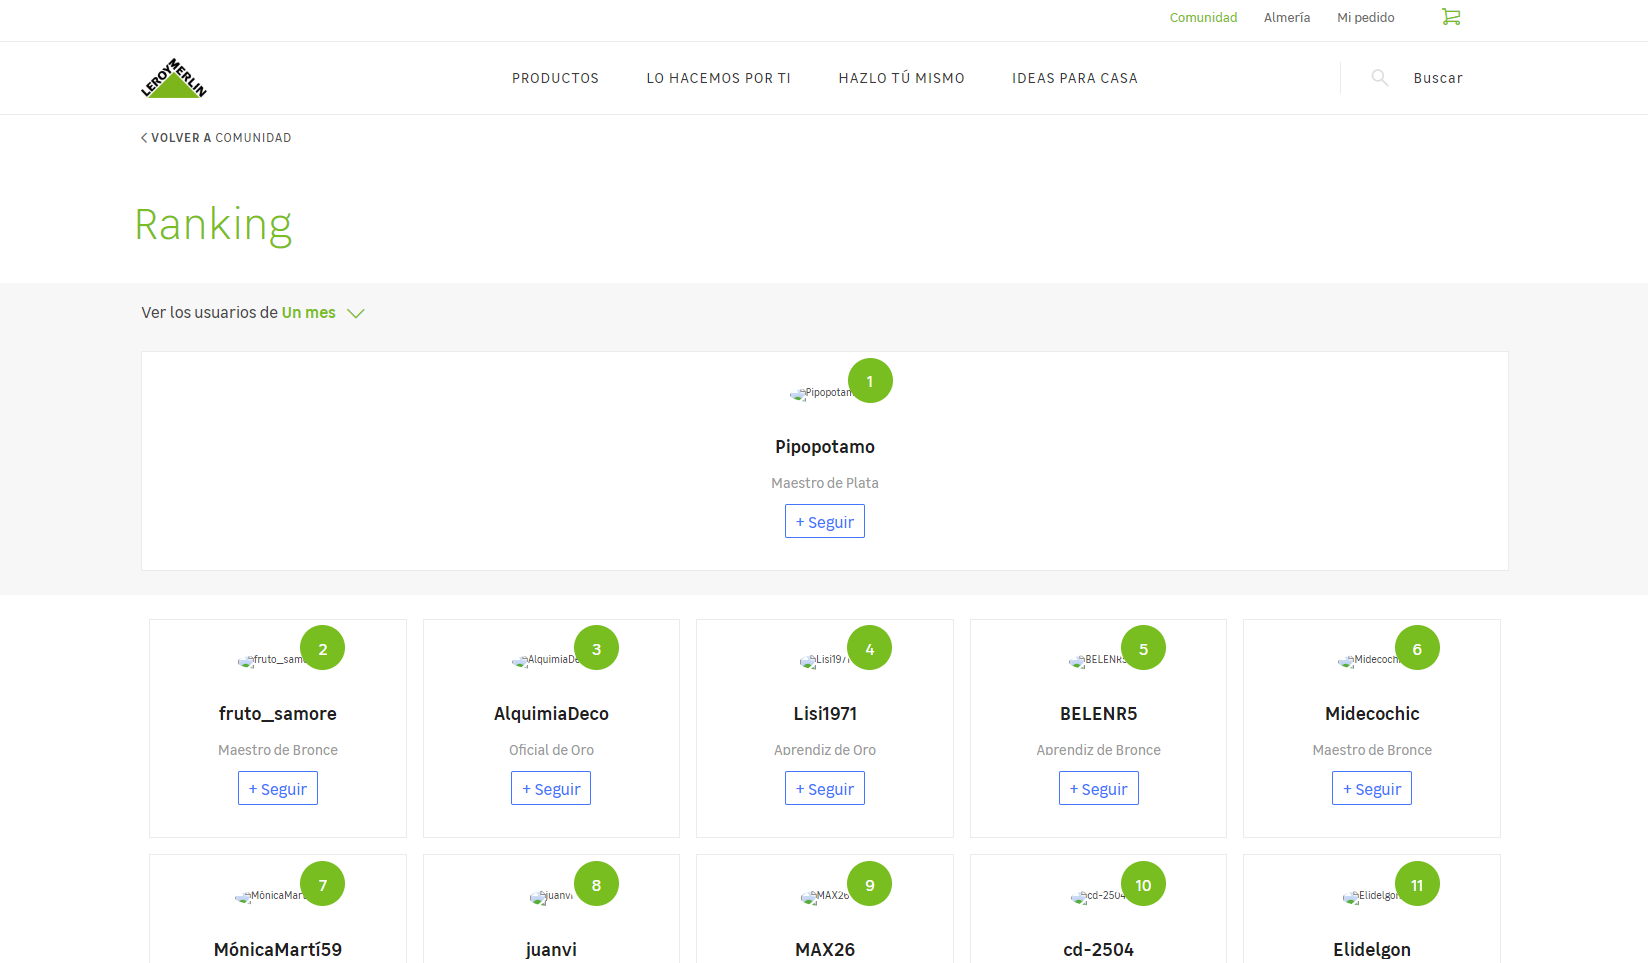 Comunidad Almería Mi pedido
LEROY MERLIN
PRODUCTOS LO HACEMOS POR TI HAZLO TÚ MISMO IDEAS PARA CASA Buscar
VOLVER A COMUNIDAD
Ranking
Ver los usuarios de Un mes
Pipopotam 1
Pipopotamo
Maestro de Plata
+ Seguir
fruto_sam 2
fruto_samore
Maestro de Bronce
+ Seguir
AlquimiaDe 3
AlquimiaDeco
Oficial de Oro
+ Seguir
Lisi1971 4
Lisi1971
Aprendiz de Oro
+ Seguir
BELENR5 5
BELENR5
Aprendiz de Bronce
+ Seguir
Midecoch 6
Midecochic
Maestro de Bronce
+ Seguir
MónicaMar 7
MónicaMartí59
juanvi 8
juanvi
MAX26 9
MAX26
cd-2504 10
cd-2504
Elidelgon 11
Elidelgon